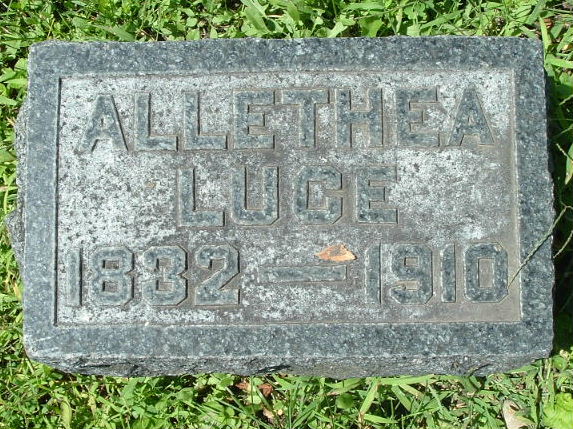 ALLETHEA
LUCE
1832 — 1910